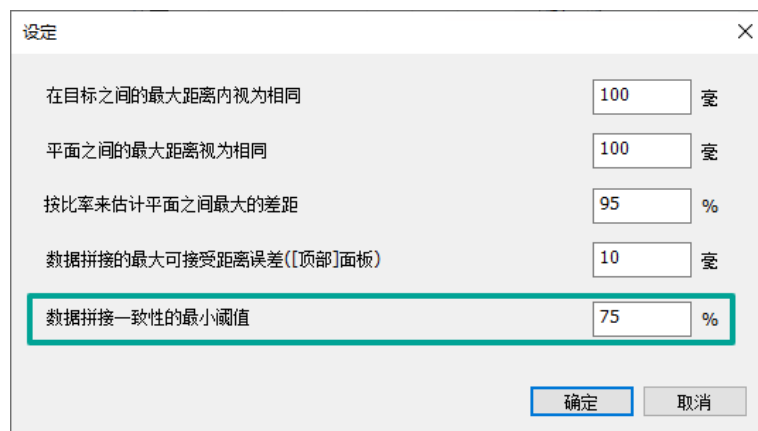 设定
在目标之间的最大距离内视为相同 100 毫
平面之间的最大距离视为相同 100 毫
按比率来估计平面之间最大的差距 95 %
数据拼接的最大可接受距离误差([顶部]面板) 10 毫
数据拼接一致性的最小阈值 75 %
确定 取消